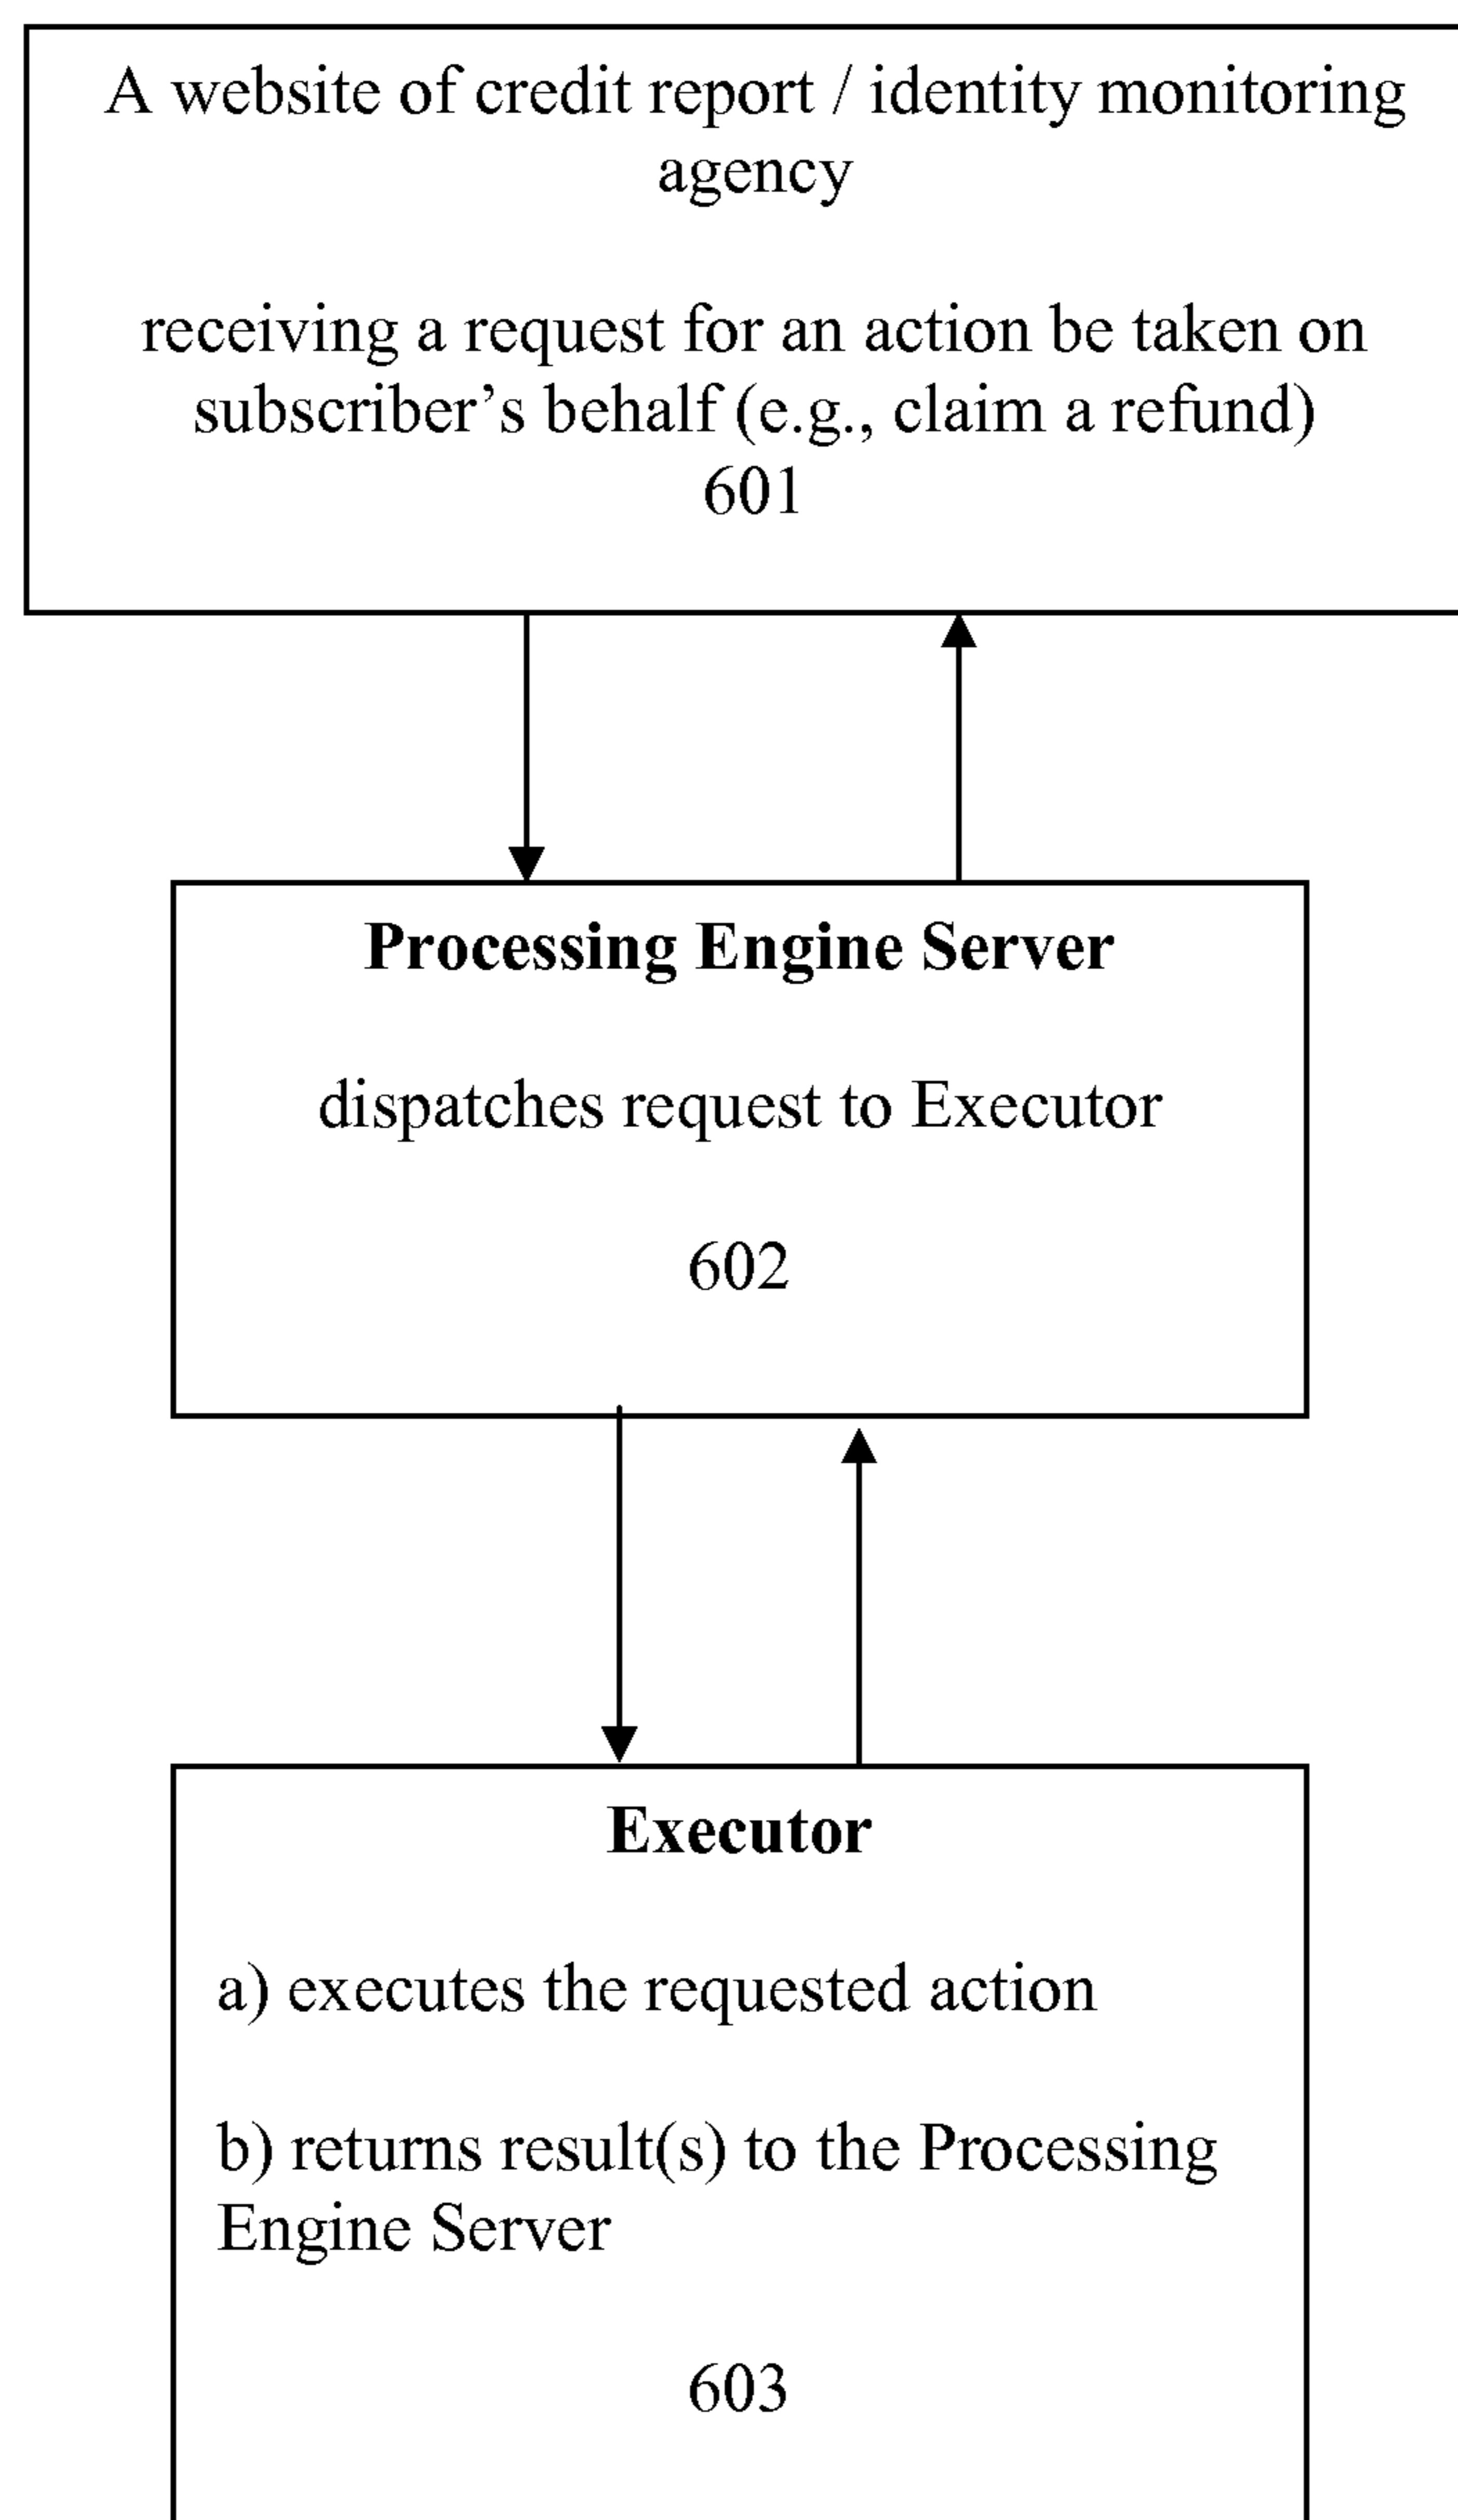 A website of credit report / identity monitoring
agency
receiving a request for an action be taken on
subscriber’s behalf (e.g., claim a refund)
601
Processing Engine Server
dispatches request to Executor
602
Executor
a) executes the requested action
b) returns result(s) to the Processing
Engine Server
603